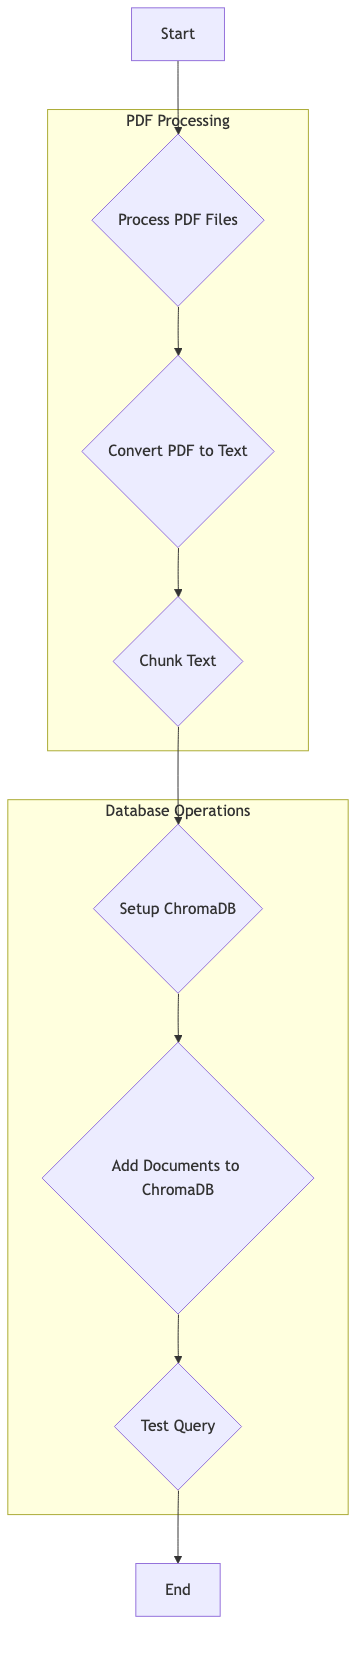 Start
PDF Processing
Process PDF Files
Convert PDF to Text
Chunk Text
Database Operations
Setup ChromaDB
Add Documents to
ChromaDB
Test Query
End